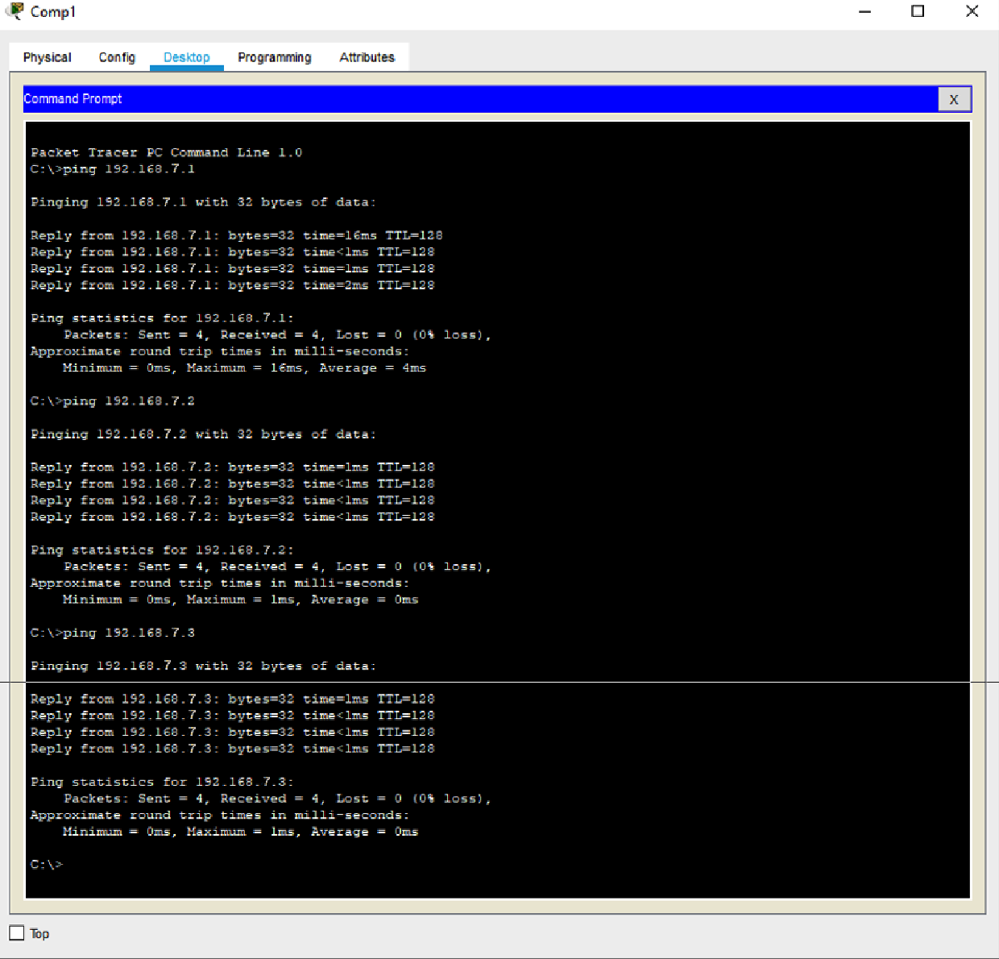 Comp1
Physical Config Desktop Programming Attributes
Command Prompt X
Packet Tracer PC Command Line 1.0
C:\>ping 192.168.7.1
Pinging 192.168.7.1 with 32 bytes of data:
Reply from 192.168.7.1: bytes=32 time=16ms TTL=128
Reply from 192.168.7.1: bytes=32 time<1ms TTL=128
Reply from 192.168.7.1: bytes=32 time=1ms TTL=128
Reply from 192.168.7.1: bytes=32 time=2ms TTL=128
Ping statistics for 192.168.7.1:
Packets: Sent = 4, Received = 4, Lost = 0 (0% loss),
Approximate round trip times in milli-seconds:
Minimum = 0ms, Maximum = 16ms, Average = 4ms
C:\>ping 192.168.7.2
Pinging 192.168.7.2 with 32 bytes of data:
Reply from 192.168.7.2: bytes=32 time=1ms TTL=128
Reply from 192.168.7.2: bytes=32 time<1ms TTL=128
Reply from 192.168.7.2: bytes=32 time<1ms TTL=128
Reply from 192.168.7.2: bytes=32 time<1ms TTL=128
Ping statistics for 192.168.7.2:
Packets: Sent = 4, Received = 4, Lost = 0 (0% loss),
Approximate round trip times in milli-seconds:
Minimum = 0ms, Maximum = 1ms, Average = 0ms
C:\>ping 192.168.7.3
Pinging 192.168.7.3 with 32 bytes of data:
Reply from 192.168.7.3: bytes=32 time=1ms TTL=128
Reply from 192.168.7.3: bytes=32 time<1ms TTL=128
Reply from 192.168.7.3: bytes=32 time<1ms TTL=128
Reply from 192.168.7.3: bytes=32 time<1ms TTL=128
Ping statistics for 192.168.7.3:
Packets: Sent = 4, Received = 4, Lost = 0 (0% loss),
Approximate round trip times in milli-seconds:
Minimum = 0ms, Maximum = 1ms, Average = 0ms
C:\>
Top